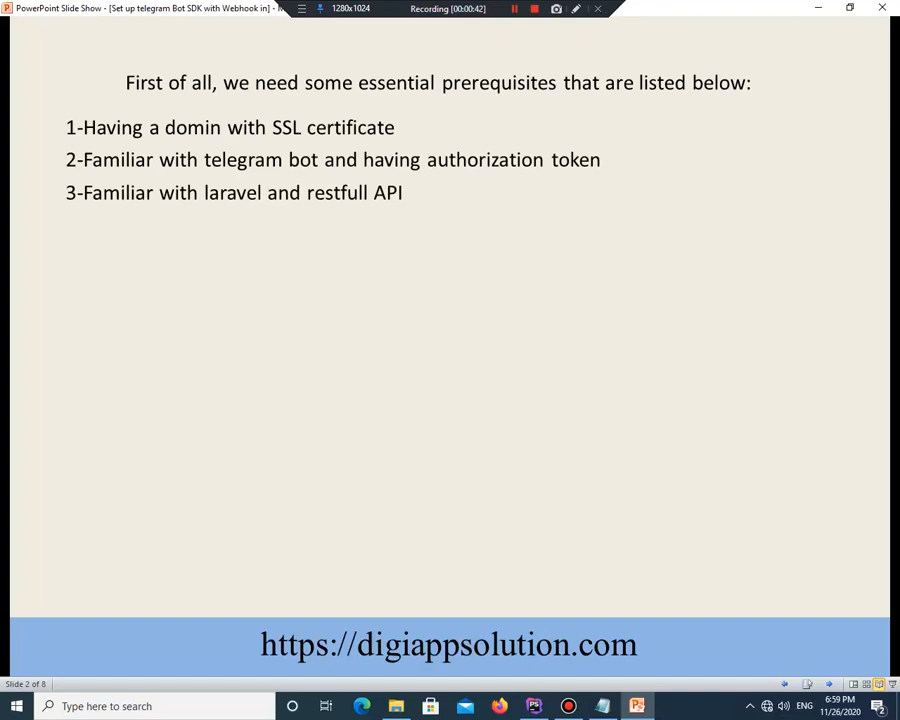 PowerPoint Slide Show - [Set up telegram Bot SDK with Webhook in] -
1280x1024
Recording [00:00:42]
First of all, we need some essential prerequisites that are listed below:
1-Having a domin with SSL certificate
2-Familiar with telegram bot and having authorization token
3-Familiar with laravel and restfull API
https://digiappsolution.com
Slide 2 of 8
Type here to search
ENG
6:59 PM
11/26/2020
2